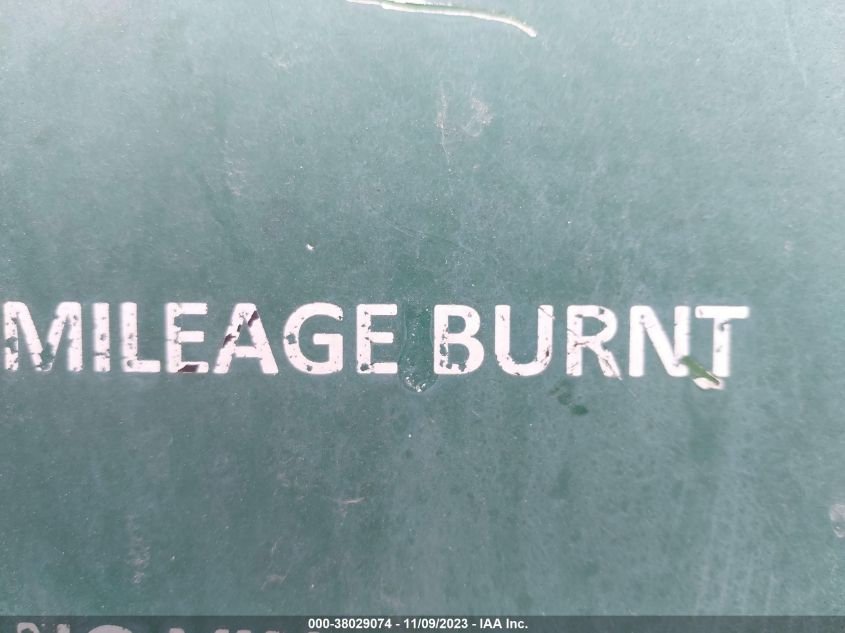 MILEAGE BURNT
000-38029074 - 11/09/2023 - IAA Inc.